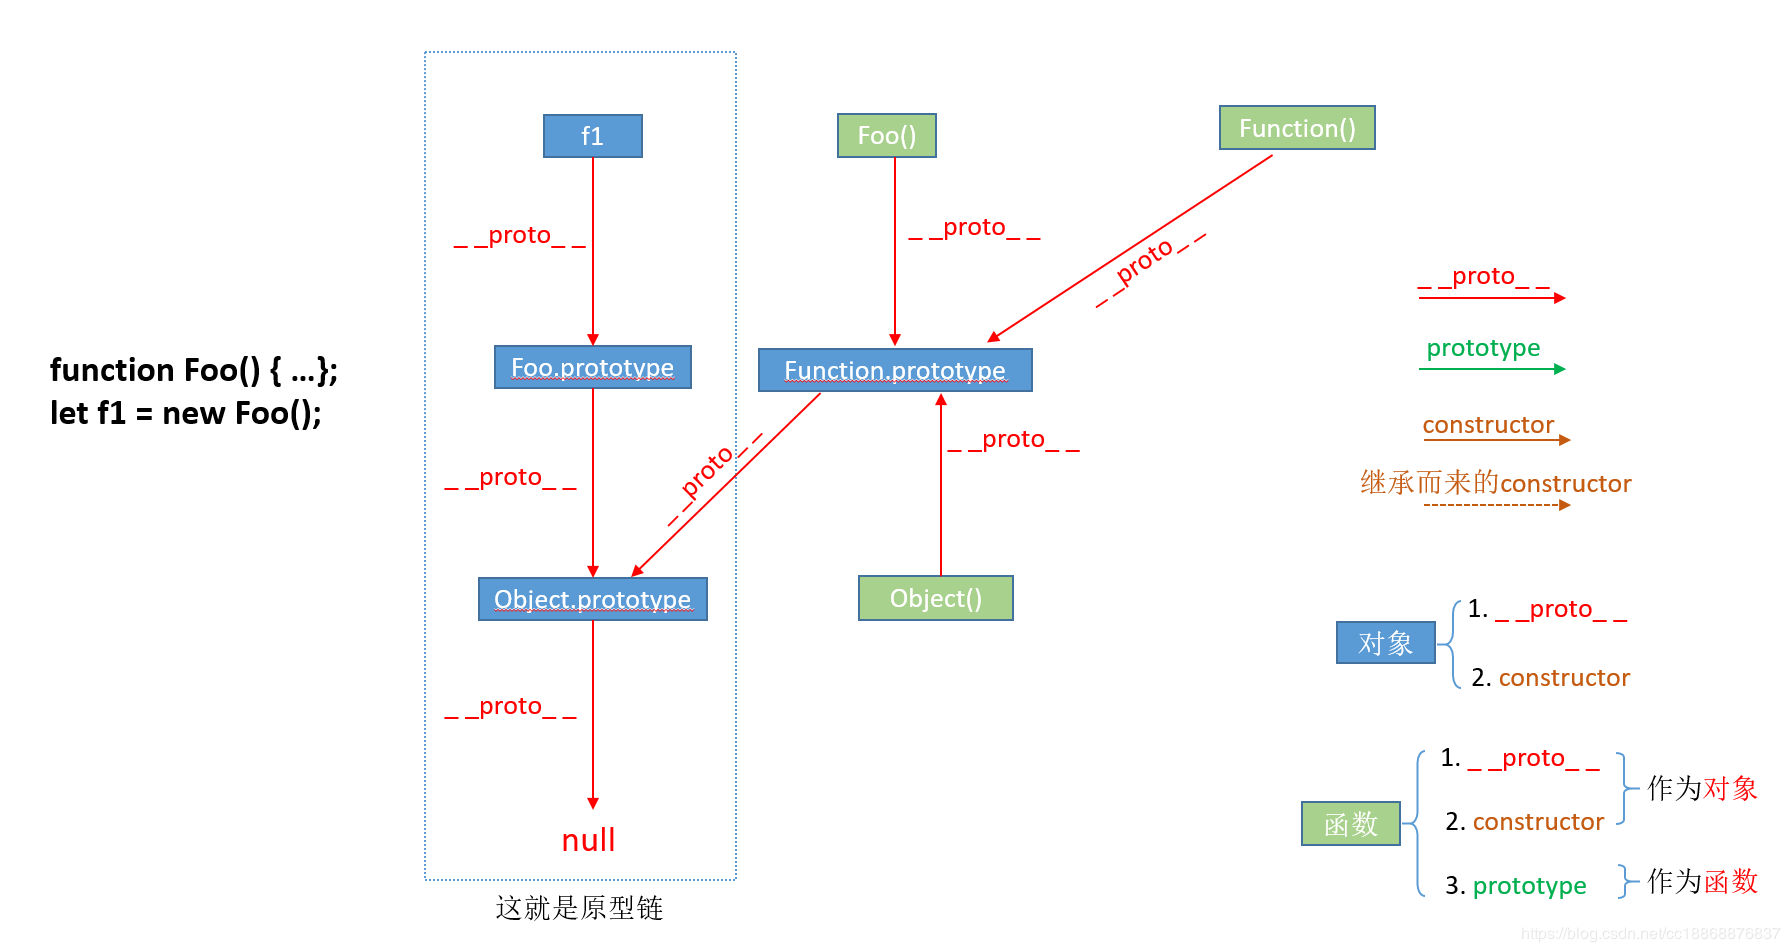 function Foo() { ...};
let f1 = new Foo();
f1
Foo()
Function()
_ _proto_ _
_ _proto_ _
_ _proto_ _
Foo.prototype
Function.prototype
_ _proto_ _
_ _proto_ _
_ _proto_ _
Object.prototype
Object()
_ _proto_ _
null
这就是原型链
_ _proto_ _
prototype
constructor
继承而来的constructor
对象
1. _ _proto_ _
2. constructor
函数
1. _ _proto_ _
2. constructor
3. prototype
作为对象
作为函数
https://blog.csdn.net/cc18868876837